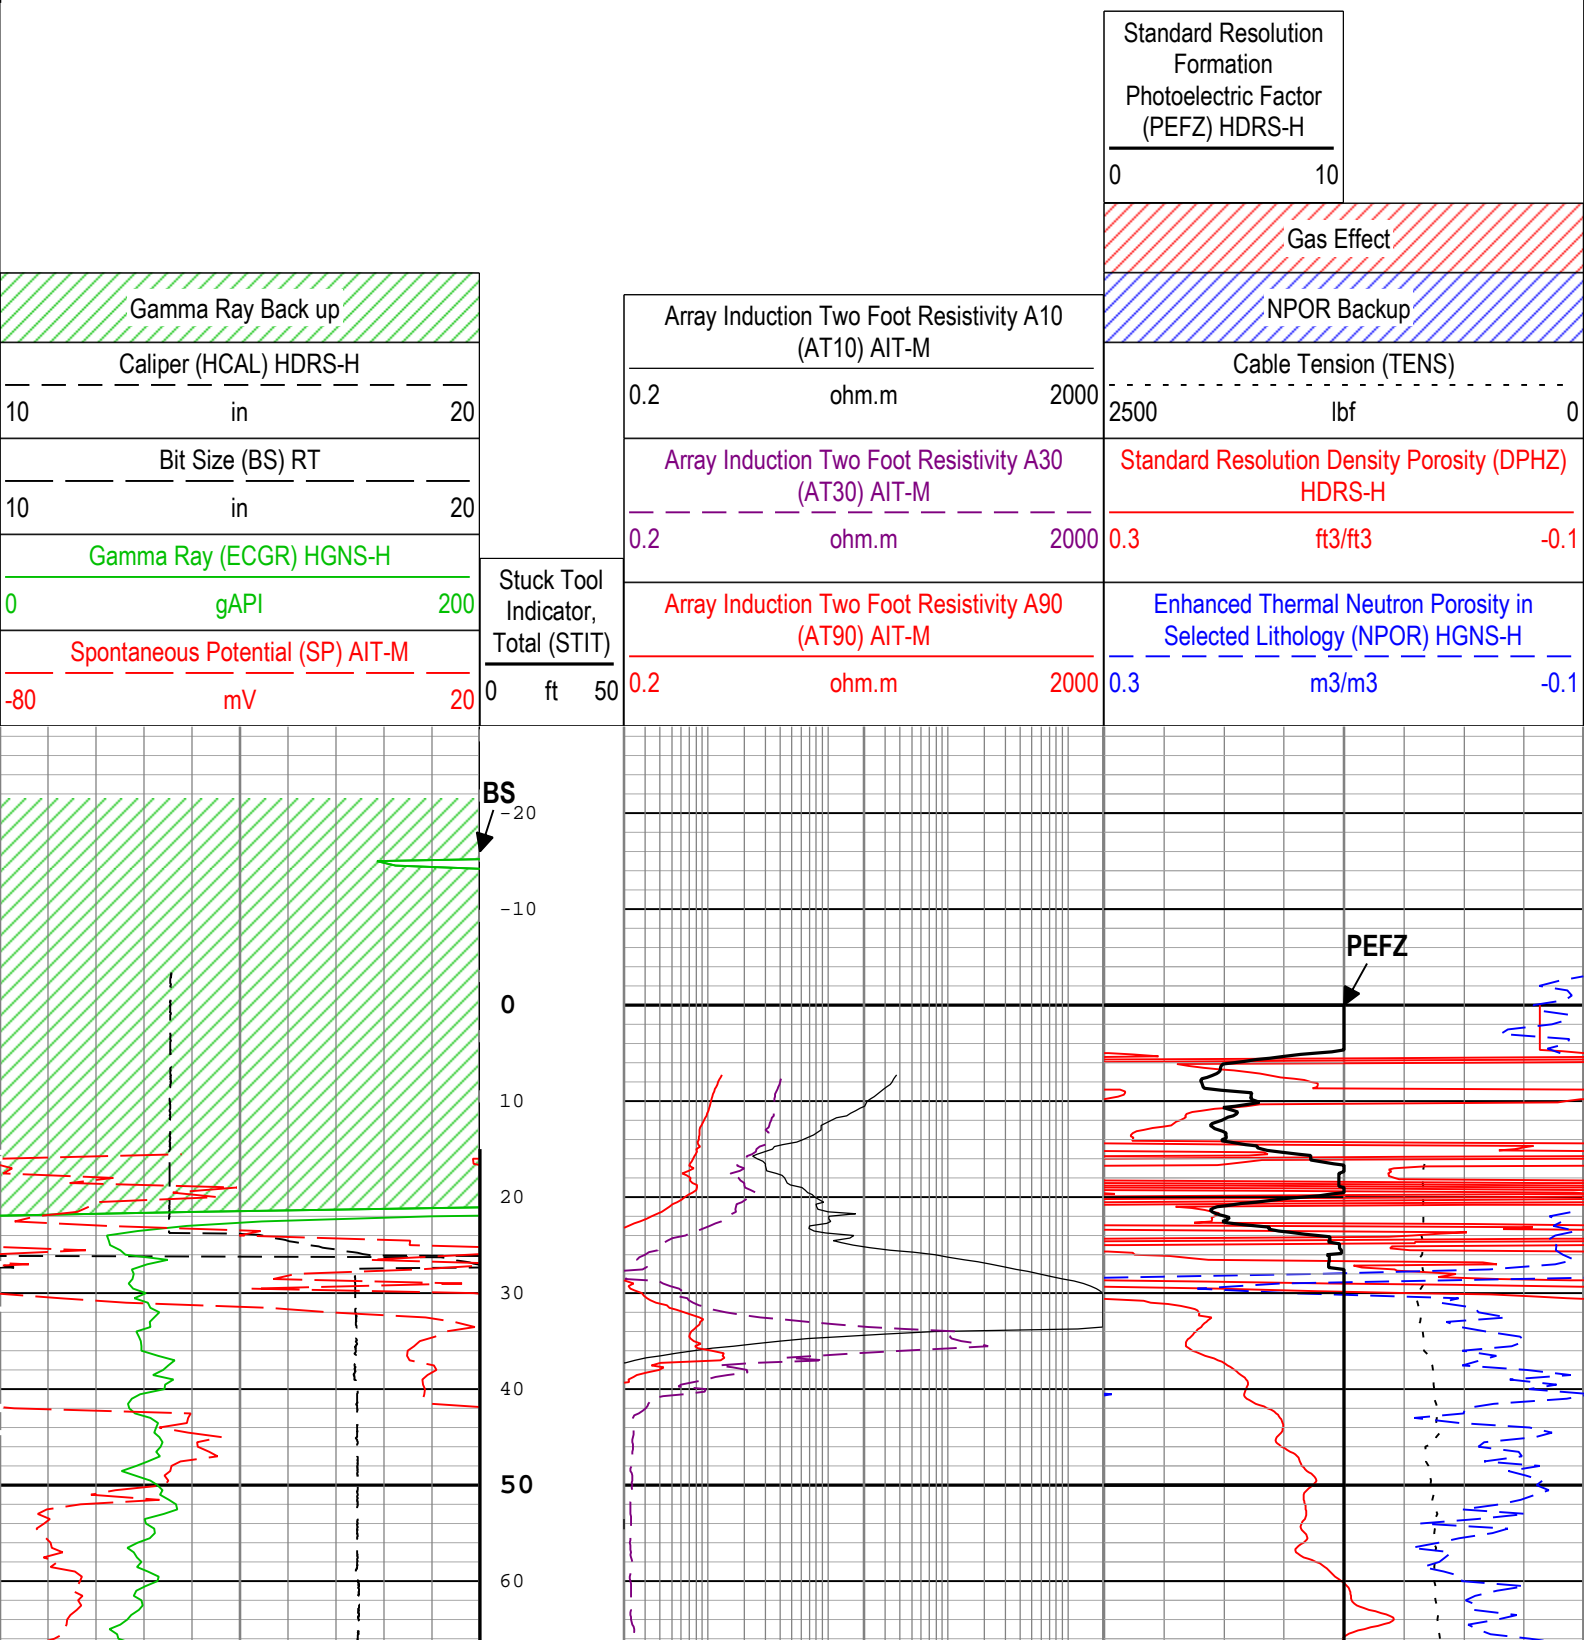 Standard Resolution
Formation
Photoelectric Factor
(PEFZ) HDRS-H
0 10
Gas Effect
Gamma Ray Back up
NPOR Backup
Caliper (HCAL) HDRS-H
10 in 20
Bit Size (BS) RT
10 in 20
Gamma Ray (ECGR) HGNS-H
0 gAPI 200
Spontaneous Potential (SP) AIT-M
-80 mV 20
Stuck Tool
Indicator,
Total (STIT)
0 ft 50
Array Induction Two Foot Resistivity A10
(AT10) AIT-M
0.2 ohm.m 2000
Array Induction Two Foot Resistivity A30
(AT30) AIT-M
0.2 ohm.m 2000
Array Induction Two Foot Resistivity A90
(AT90) AIT-M
0.2 ohm.m 2000
Cable Tension (TENS)
2500 lbf 0
Standard Resolution Density Porosity (DPHZ)
HDRS-H
0.3 ft3/ft3 -0.1
Enhanced Thermal Neutron Porosity in
Selected Lithology (NPOR) HGNS-H
0.3 m3/m3 -0.1
BS
-20
-10
PEFZ
0
10
20
30
40
50
60